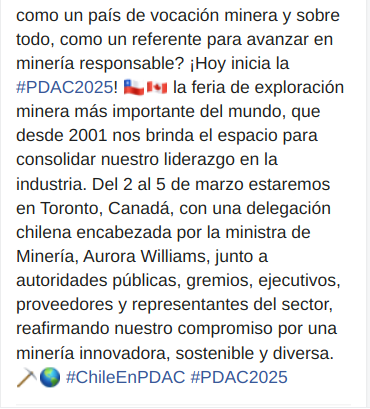 como un país de vocación minera y sobre
todo, como un referente para avanzar en
minería responsable? ¡Hoy inicia la
#PDAC2025! 🇨🇱🇨🇦 la feria de exploración
minera más importante del mundo, que
desde 2001 nos brinda el espacio para
consolidar nuestro liderazgo en la
industria. Del 2 al 5 de marzo estaremos
en Toronto, Canadá, con una delegación
chilena encabezada por la ministra de
Minería, Aurora Williams, junto a
autoridades públicas, gremios, ejecutivos,
proveedores y representantes del sector,
reafirmando nuestro compromiso por una
minería innovadora, sostenible y diversa.
⛏️🌎 #ChileEnPDAC #PDAC2025